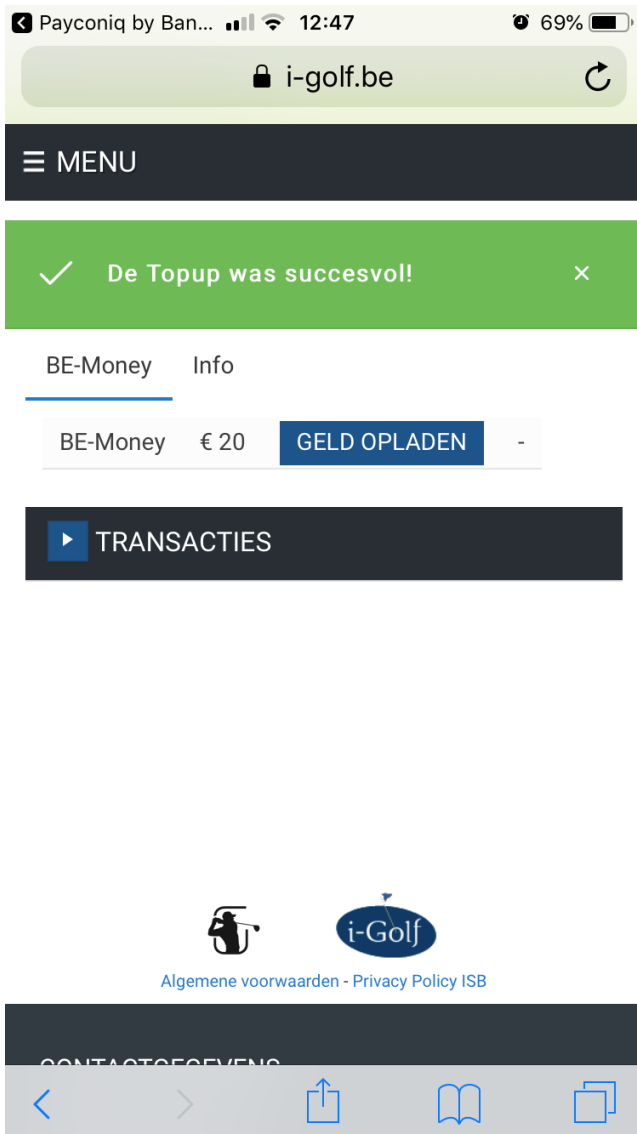 Payconiq by Ban... 12:47 69%
i-golf.be
MENU
De Topup was succesvol!
BE-Money Info
BE-Money € 20 GELD OPLADEN -
TRANSACTIES
i-Golf
Algemene voorwaarden - Privacy Policy ISB
CONTACTGEGEVENS